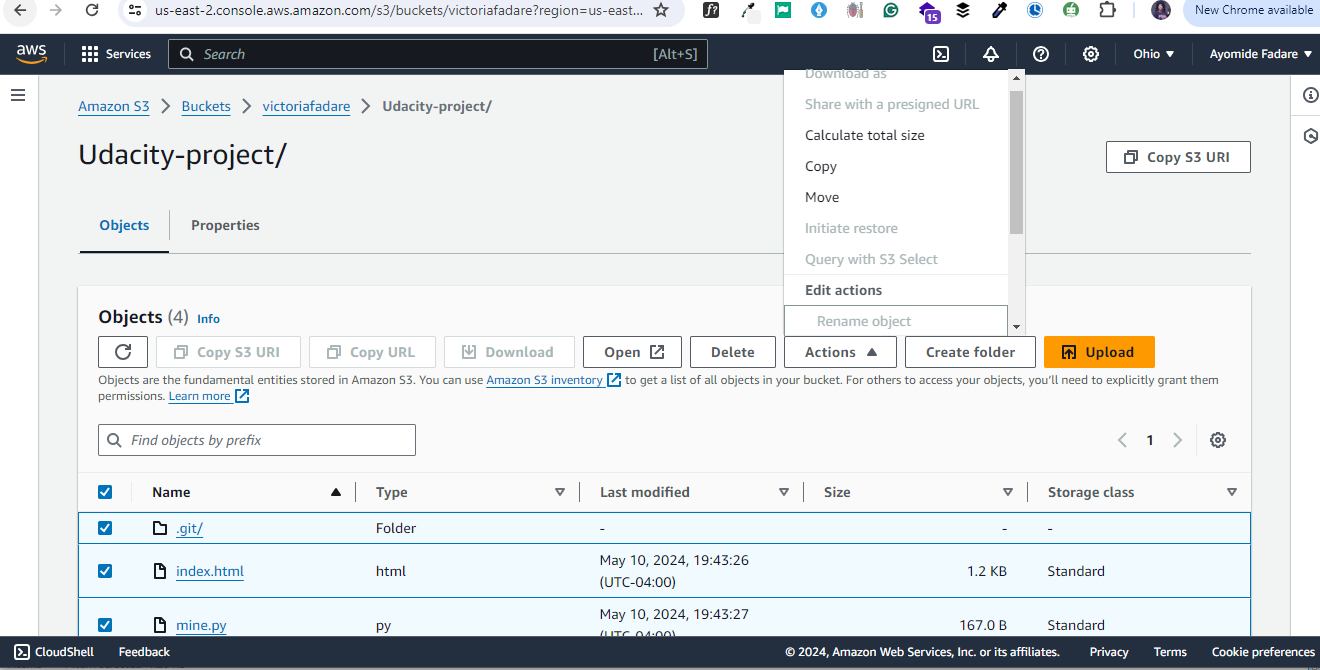 us-east-2.console.aws.amazon.com/s3/buckets/victoriafadare?region=us-east...
f?
15
New Chrome available
aws
Services
Search
[Alt+S]
Ohio
Ayomide Fadare
Amazon S3
Buckets
victoriafadare
Udacity-project/
Udacity-project/
Copy S3 URI
Objects
Properties
Download as
Share with a presigned URL
Calculate total size
Copy
Move
Initiate restore
Query with S3 Select
Edit actions
Rename object
Objects (4) Info
Copy S3 URI
Copy URL
Download
Open
Delete
Actions
Create folder
Upload
Objects are the fundamental entities stored in Amazon S3. You can use Amazon S3 inventory to get a list of all objects in your bucket. For others to access your objects, you'll need to explicitly grant them
permissions. Learn more
Find objects by prefix
1
Name Type Last modified Size Storage class
.git/ Folder - - -
index.html html May 10, 2024, 19:43:26 (UTC-04:00) 1.2 KB Standard
mine.py py May 10, 2024, 19:43:27 (UTC-04:00) 167.0 B Standard
CloudShell Feedback © 2024, Amazon Web Services, Inc. or its affiliates. Privacy Terms Cookie preferences